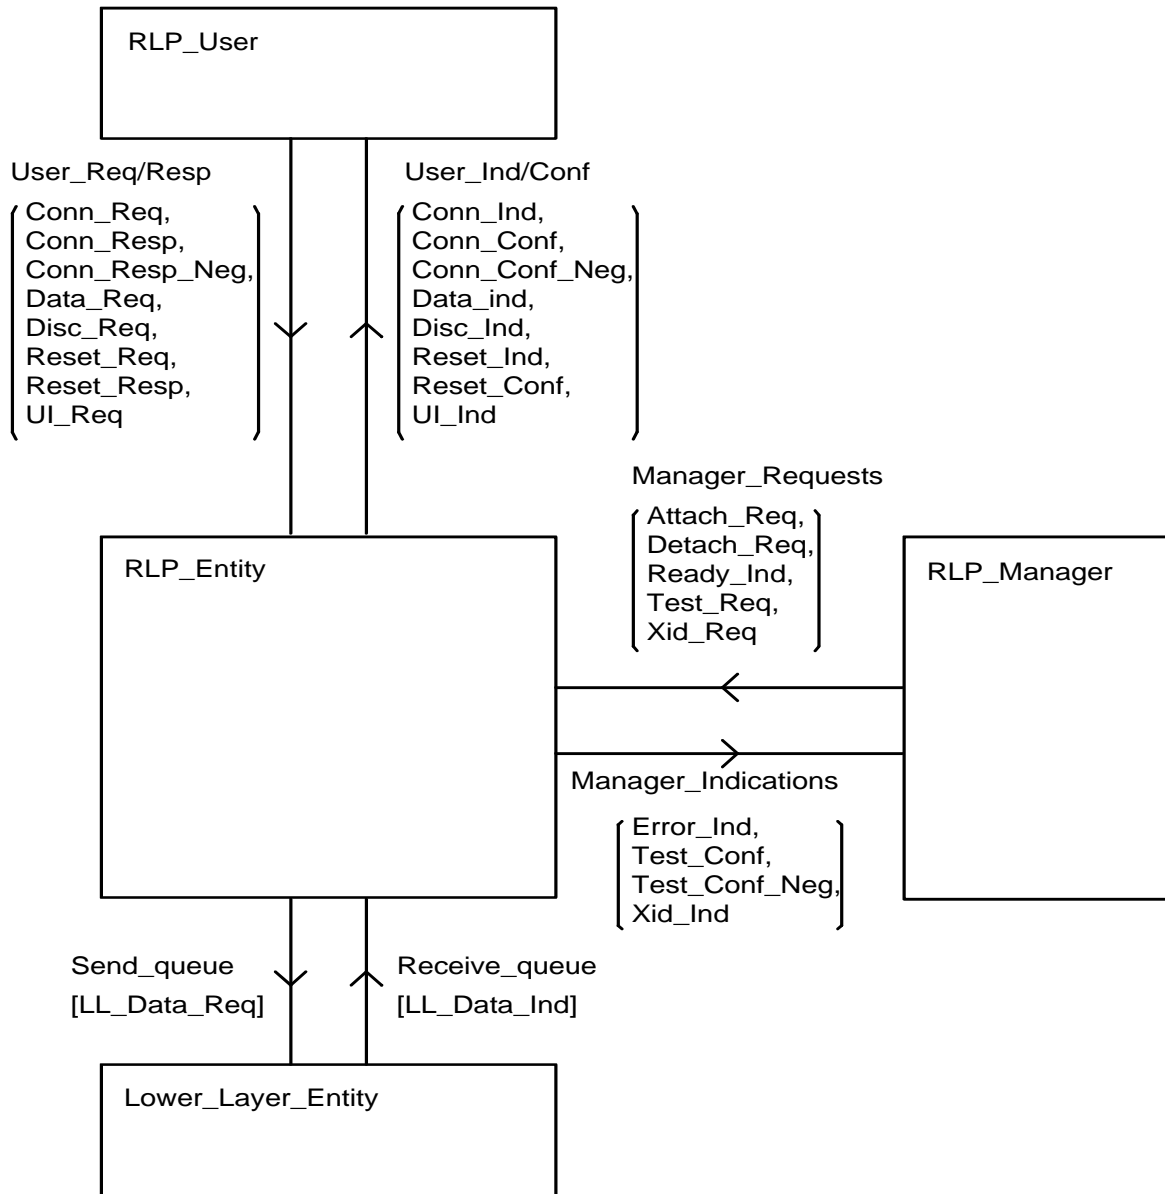 RLP_User
User_Req/Resp
Conn_Req,
Conn_Resp,
Conn_Resp_Neg,
Data_Req,
Disc_Req,
Reset_Req,
Reset_Resp,
UI_Req
User_Ind/Conf
Conn_Ind,
Conn_Conf,
Conn_Conf_Neg,
Data_ind,
Disc_Ind,
Reset_Ind,
Reset_Conf,
UI_Ind
Manager_Requests
Attach_Req,
Detach_Req,
Ready_Ind,
Test_Req,
Xid_Req
RLP_Entity
RLP_Manager
Manager_Indications
Error_Ind,
Test_Conf,
Test_Conf_Neg,
Xid_Ind
Send_queue
[LL_Data_Req]
Receive_queue
[LL_Data_Ind]
Lower_Layer_Entity